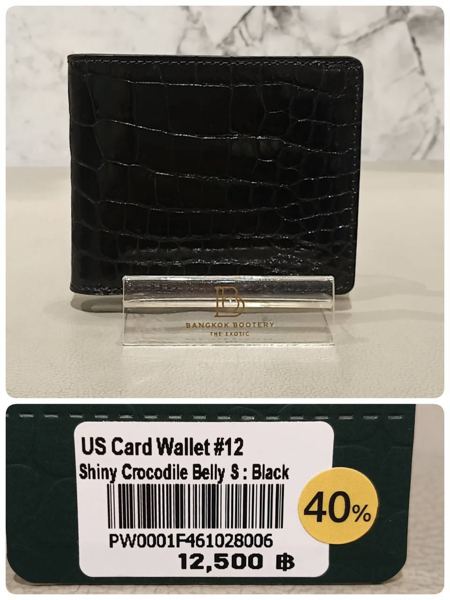 B
BANGKOK BOOTERY
THE EXOTIC
US Card Wallet #12
Shiny Crocodile Belly S : Black
PW0001F461028006
12,500 ฿
40%